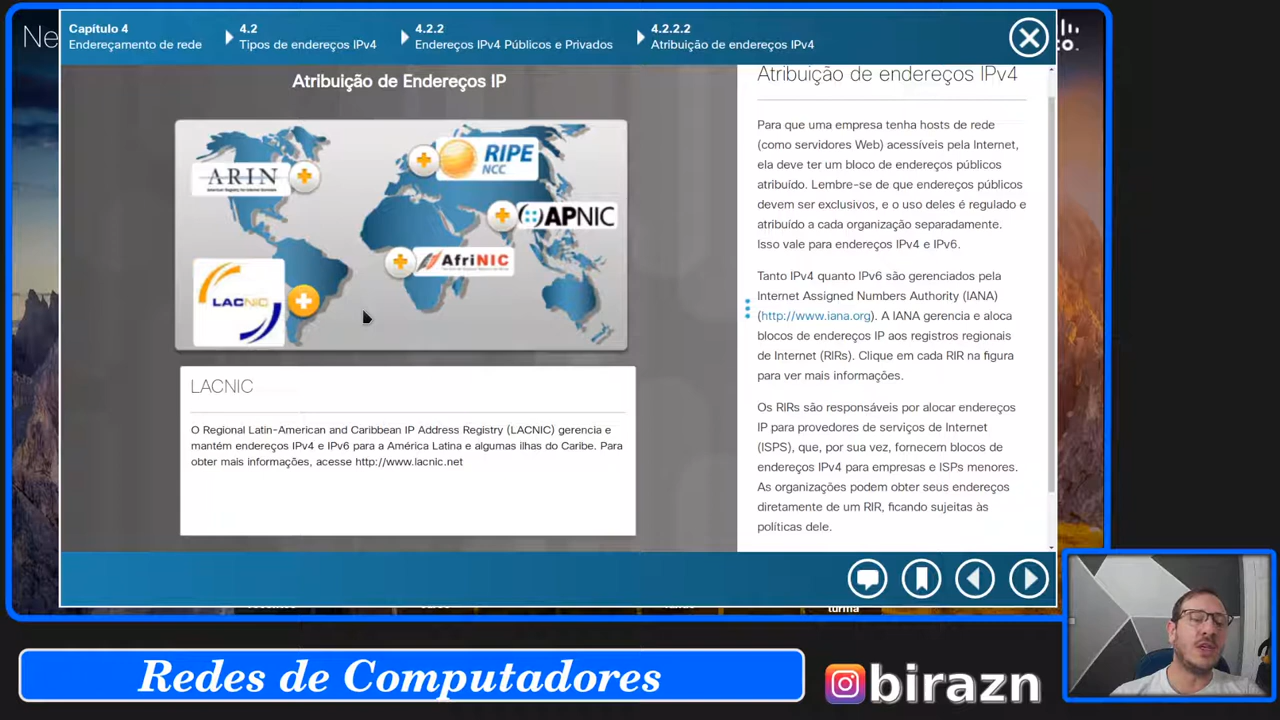 Ne
Capítulo 4
Endereçamento de rede
4.2
Tipos de endereços IPv4
4.2.2
Endereços IPv4 Públicos e Privados
4.2.2.2
Atribuição de endereços IPv4
Atribuição de Endereços IP
ARIN
RIPE
NCC
APNIC
AfriNIC
LACNIC
LACNIC
O Regional Latin-American and Caribbean IP Address Registry (LACNIC) gerencia e
mantém endereços IPv4 e IPv6 para a América Latina e algumas ilhas do Caribe. Para
obter mais informações, acesse http://www.lacnic.net
Atribuição de endereços IPv4
Para que uma empresa tenha hosts de rede
(como servidores Web) acessíveis pela Internet,
ela deve ter um bloco de endereços públicos
atribuído. Lembre-se de que endereços públicos
devem ser exclusivos, e o uso deles é regulado e
atribuído a cada organização separadamente.
Isso vale para endereços IPv4 e IPv6.
Tanto IPv4 quanto IPv6 são gerenciados pela
Internet Assigned Numbers Authority (IANA)
(http://www.iana.org). A IANA gerencia e aloca
blocos de endereços IP aos registros regionais
de Internet (RIRs). Clique em cada RIR na figura
para ver mais informações.
Os RIRs são responsáveis por alocar endereços
IP para provedores de serviços de Internet
(ISPS), que, por sua vez, fornecem blocos de
endereços IPv4 para empresas e ISPs menores.
As organizações podem obter seus endereços
diretamente de um RIR, ficando sujeitas às
políticas dele.
turma
Redes de Computadores
birazn